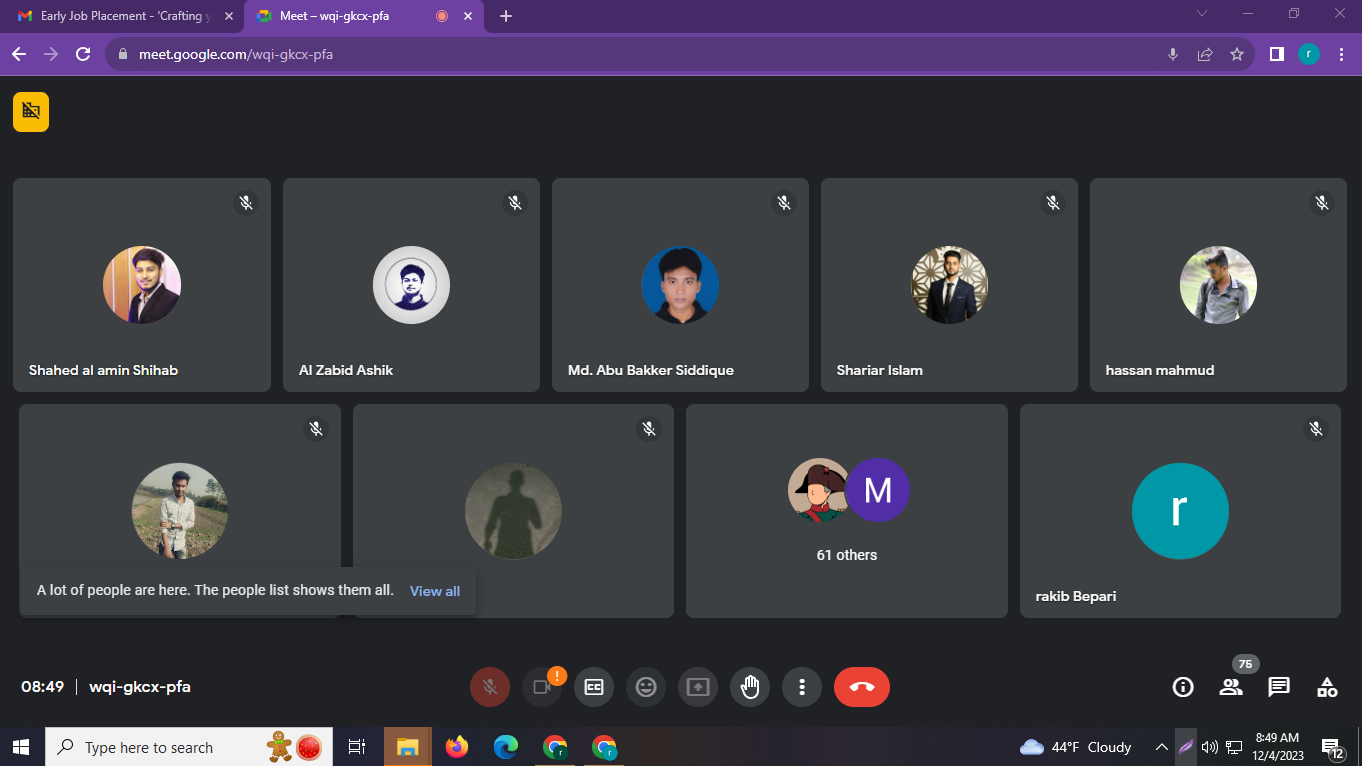 Early Job Placement - 'Crafting y
Meet – wqi-gkcx-pfa
meet.google.com/wqi-gkcx-pfa
r
Shahed al amin Shihab
Al Zabid Ashik
Md. Abu Bakker Siddique
Shariar Islam
hassan mahmud
M
61 others
r
rakib Bepari
A lot of people are here. The people list shows them all. View all
08:49 | wqi-gkcx-pfa
!
CC
75
Type here to search
r
r
44°F Cloudy
8:49 AM
12/4/2023
12